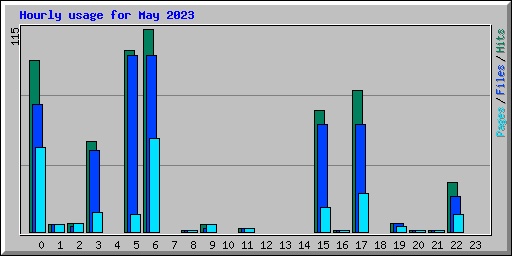 Hourly usage for May 2023
115
Pages/Files/Hits
0 1 2 3 4 5 6 7 8 9 10 11 12 13 14 15 16 17 18 19 20 21 22 23